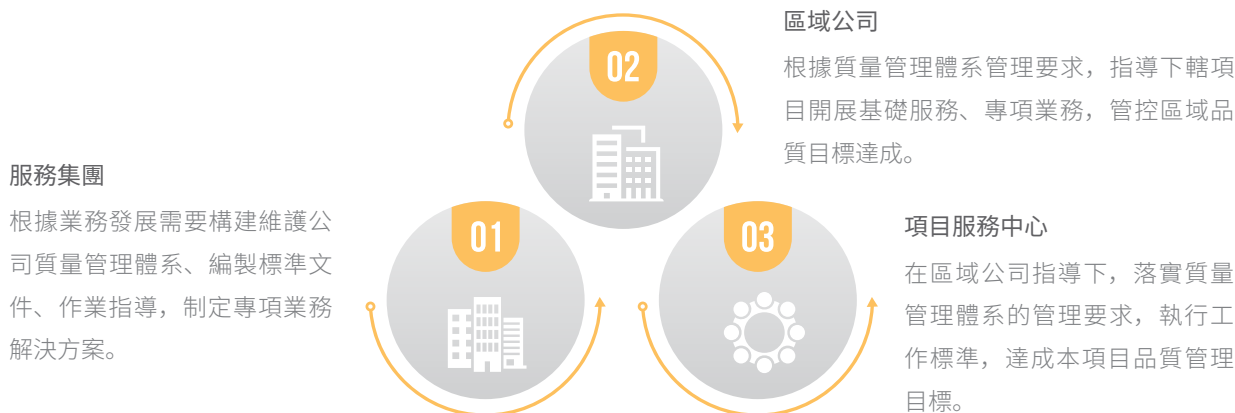 服務集團
根據業務發展需要構建維護公
司質量管理體系、編製標準文
件、作業指導，制定專項業務
解決方案。
01
02
區域公司
根據質量管理體系管理要求，指導下轄項
目開展基礎服務、專項業務，管控區域品
質目標達成。
03
項目服務中心
在區域公司指導下，落實質量
管理體系的管理要求，執行工
作標準，達成本項目品質管理
目標。